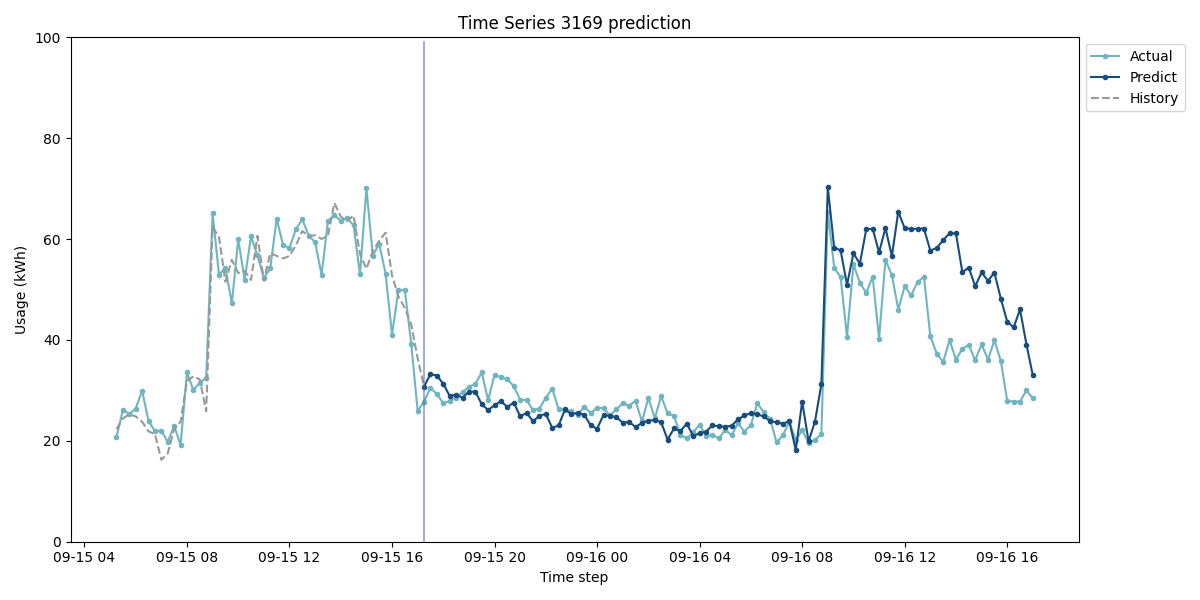 Time Series 3169 prediction
100
80
60
40
20
0
Usage (kWh)
09-15 04
09-15 08
09-15 12
09-15 16
09-15 20
09-16 00
09-16 04
09-16 08
09-16 12
09-16 16
Time step
Actual
Predict
History